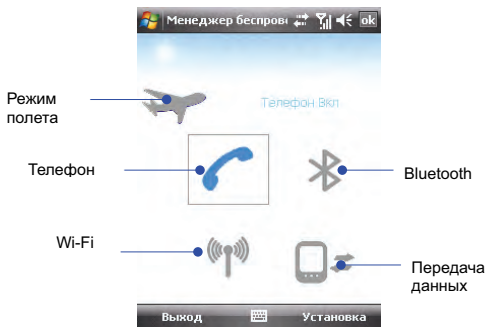 Менеджер беспров
ok
Режим
полета
Телефон Вкл
Телефон
Bluetooth
Wi-Fi
Передача
данных
Выход
Установка